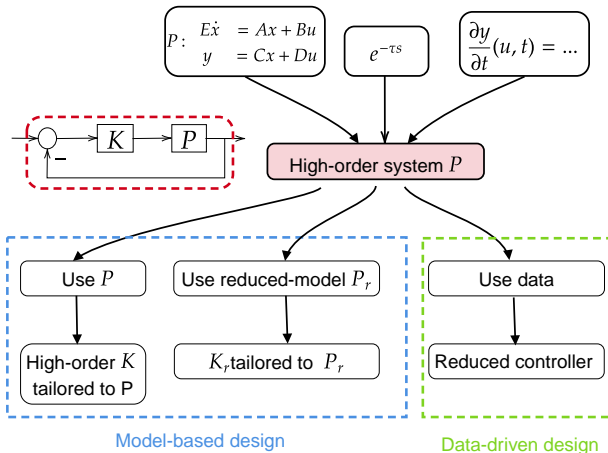 P: Eẋ = Ax + Bu
y = Cx + Du
e^{-τs}
∂y/∂t (u, t) = ...
K
P
−
High-order system P
Use P
Use reduced-model P_r
Use data
High-order K
tailored to P
K_r tailored to P_r
Reduced controller
Model-based design
Data-driven design